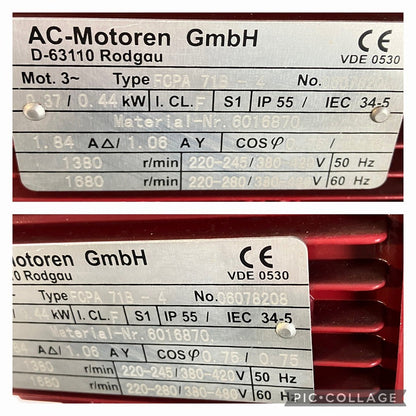 AC-Motoren GmbH CE
D-63110 Rodgau VDE 0530
Mot. 3~ Type FCPA 71B - 4 No.
0.37 / 0.44 kW I. CL. F S1 IP 55 / IEC 34-5
Material-Nr. 6016870
1.84 A Δ / 1.06 A Y COSφ
1380 r/min 220-245/380-420 V 50 Hz
1680 r/min 220-280/380-480 V 60 Hz
Motoren GmbH CE
Rodgau VDE 0530
Type FCPA 71B - 4 No. 06078208
44 kW I. CL. F S1 IP 55 / IEC 34-5
Material-Nr. 6016870
84 A Δ / 1.06 A Y COSφ 0.75 / 0.75
1380 r/min 220-245/380-420 V 50 Hz
1680 r/min 220-280/380-480 V 60 H
PIC•COLLAGE